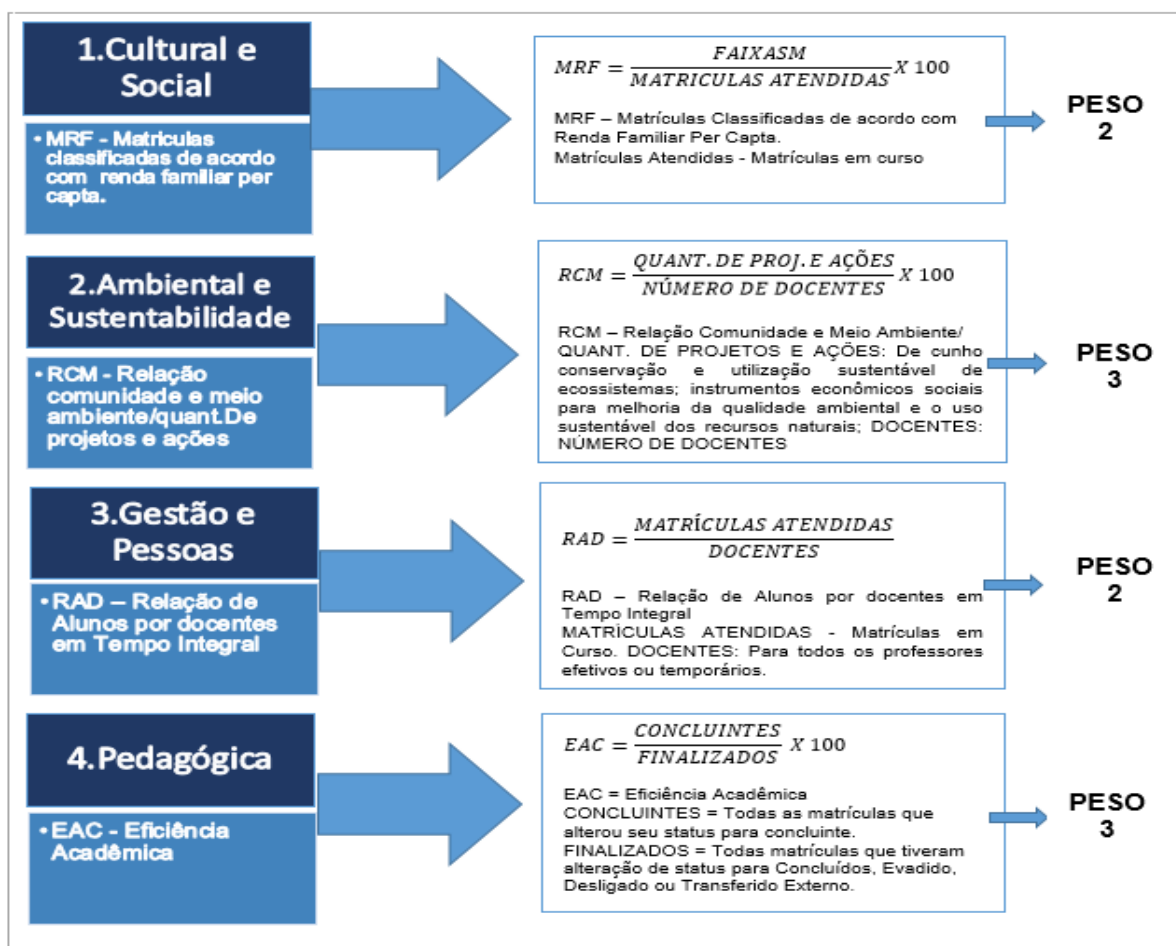 1.Cultural e
Social
• MRF - Matriculas
classificadas de acordo
com renda familiar per
capta.
MRF = FAIXASM / MATRICULAS ATENDIDAS X 100
MRF – Matrículas Classificadas de acordo com
Renda Familiar Per Capta.
Matrículas Atendidas - Matrículas em curso
PESO
2
2.Ambiental e
Sustentabilidade
• RCM - Relação
comunidade e meio
ambiente/quant.De
projetos e ações
RCM = QUANT. DE PROJ. E AÇÕES / NÚMERO DE DOCENTES X 100
RCM – Relação Comunidade e Meio Ambiente/
QUANT. DE PROJETOS E AÇÕES: De cunho
conservação e utilização sustentável de
ecossistemas; instrumentos econômicos sociais
para melhoria da qualidade ambiental e o uso
sustentável dos recursos naturais; DOCENTES:
NÚMERO DE DOCENTES
PESO
3
3.Gestão e
Pessoas
• RAD – Relação de
Alunos por docentes
em Tempo Integral
RAD = MATRÍCULAS ATENDIDAS / DOCENTES
RAD – Relação de Alunos por docentes em
Tempo Integral
MATRÍCULAS ATENDIDAS - Matrículas em
Curso. DOCENTES: Para todos os professores
efetivos ou temporários.
PESO
2
4.Pedagógica
• EAC - Eficiência
Acadêmica
EAC = CONCLUINTES / FINALIZADOS X 100
EAC = Eficiência Acadêmica
CONCLUINTES = Todas as matrículas que
alterou seu status para concluinte.
FINALIZADOS = Todas matrículas que tiveram
alteração de status para Concluídos, Evadido,
Desligado ou Transferido Externo.
PESO
3